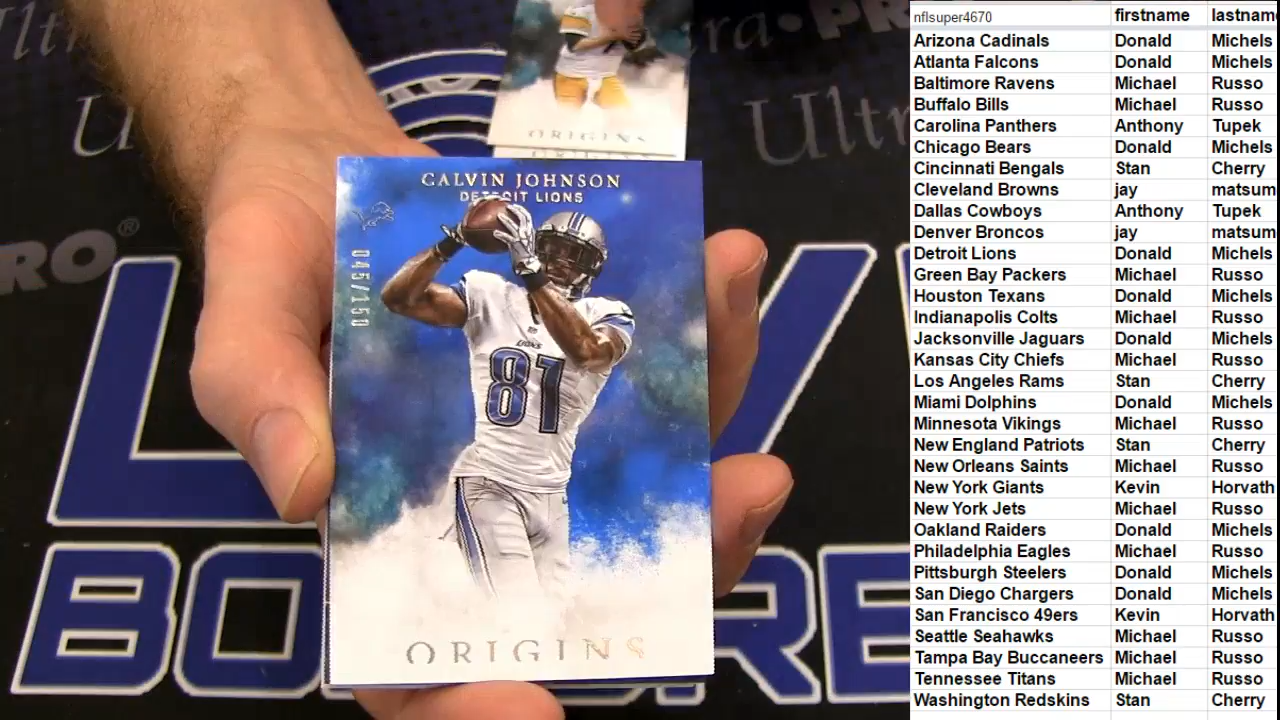 ORIGINS
CALVIN JOHNSON
DETROIT LIONS
045/150
LIONS
81
ORIGINS
Ultra
PRO
nflsuper4670 firstname lastnam
Arizona Cadinals Donald Michels
Atlanta Falcons Donald Michels
Baltimore Ravens Michael Russo
Buffalo Bills Michael Russo
Carolina Panthers Anthony Tupek
Chicago Bears Donald Michels
Cincinnati Bengals Stan Cherry
Cleveland Browns jay matsum
Dallas Cowboys Anthony Tupek
Denver Broncos jay matsum
Detroit Lions Donald Michels
Green Bay Packers Michael Russo
Houston Texans Donald Michels
Indianapolis Colts Michael Russo
Jacksonville Jaguars Donald Michels
Kansas City Chiefs Michael Russo
Los Angeles Rams Stan Cherry
Miami Dolphins Donald Michels
Minnesota Vikings Michael Russo
New England Patriots Stan Cherry
New Orleans Saints Michael Russo
New York Giants Kevin Horvath
New York Jets Michael Russo
Oakland Raiders Donald Michels
Philadelphia Eagles Michael Russo
Pittsburgh Steelers Donald Michels
San Diego Chargers Donald Michels
San Francisco 49ers Kevin Horvath
Seattle Seahawks Michael Russo
Tampa Bay Buccaneers Michael Russo
Tennessee Titans Michael Russo
Washington Redskins Stan Cherry